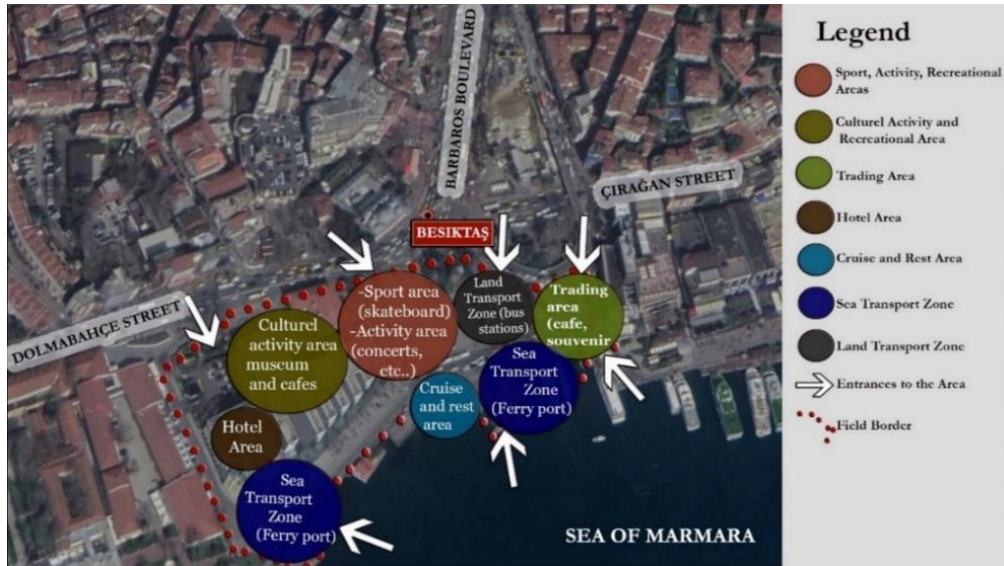 BARBAROS BOULEVARD
ÇIRAĞAN STREET
BESIKTAŞ
DOLMABAHÇE STREET
-Sport area
(skateboard)
-Activity area
(concerts,
etc..)
Land
Transport
Zone (bus
stations)
Trading
area
(cafe,
souvenir
Culturel
activity area
museum
and cafes
Sea
Transport
Zone
(Ferry port)
Cruise
and rest
area
Hotel
Area
Sea
Transport
Zone
(Ferry port)
SEA OF MARMARA
Legend
Sport, Activity, Recreational
Areas
Culturel Activity and
Recreational Area
Trading Area
Hotel Area
Cruise and Rest Area
Sea Transport Zone
Land Transport Zone
Entrances to the Area
Field Border